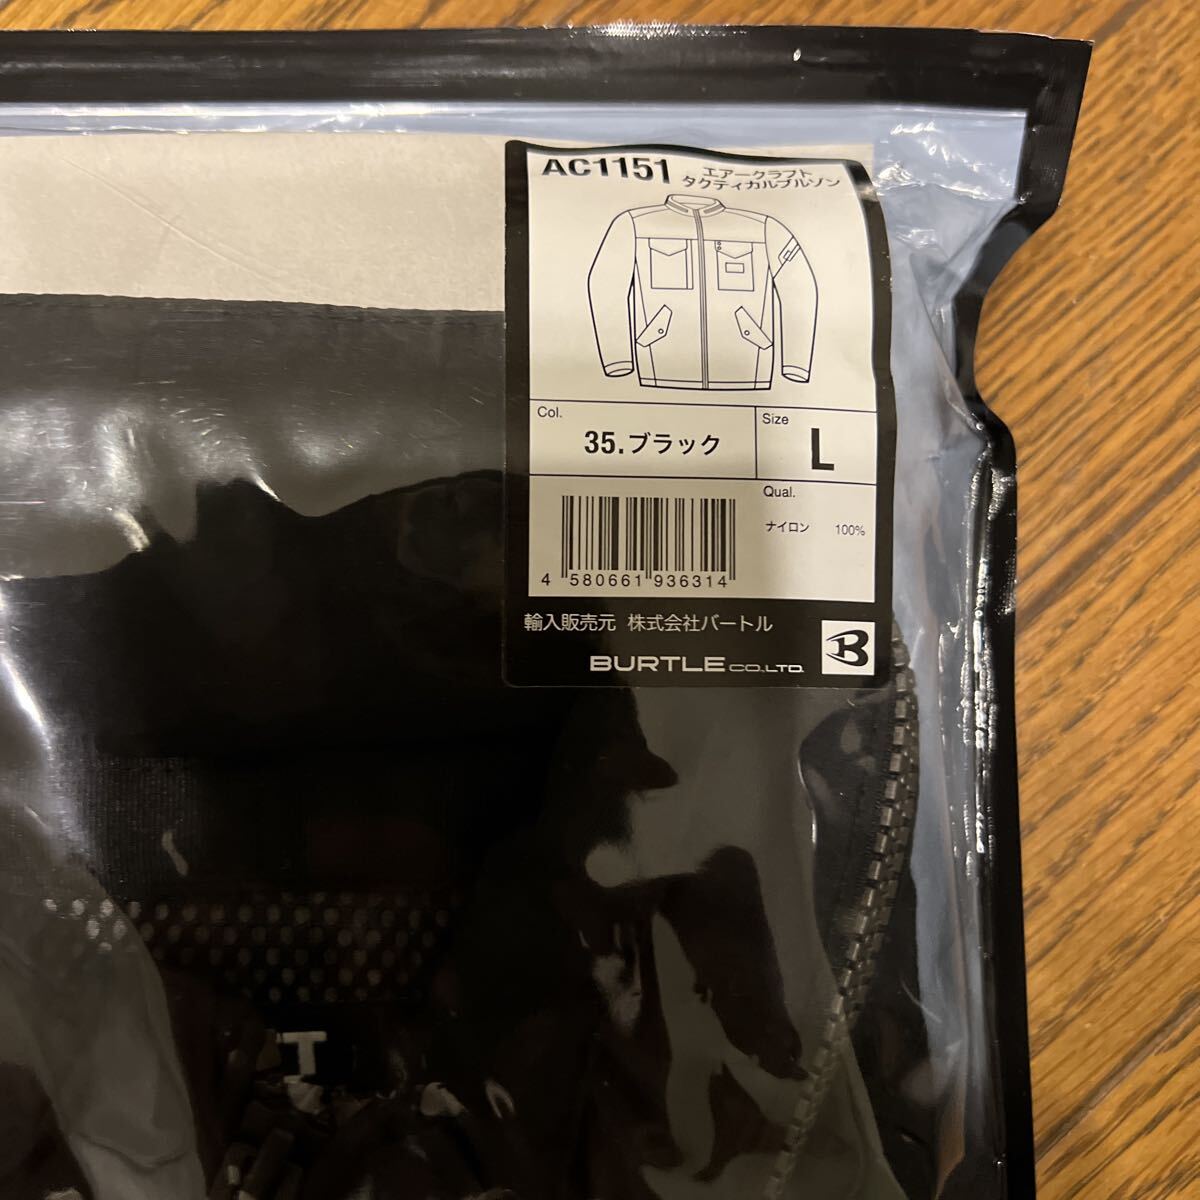 AC1151 エアークラフト
タクティカルブルゾン
Col.
35.ブラック
Size
L
Qual.
ナイロン 100%
4 580661 936314
輸入販売元 株式会社バートル
BURTLE CO.,LTD.